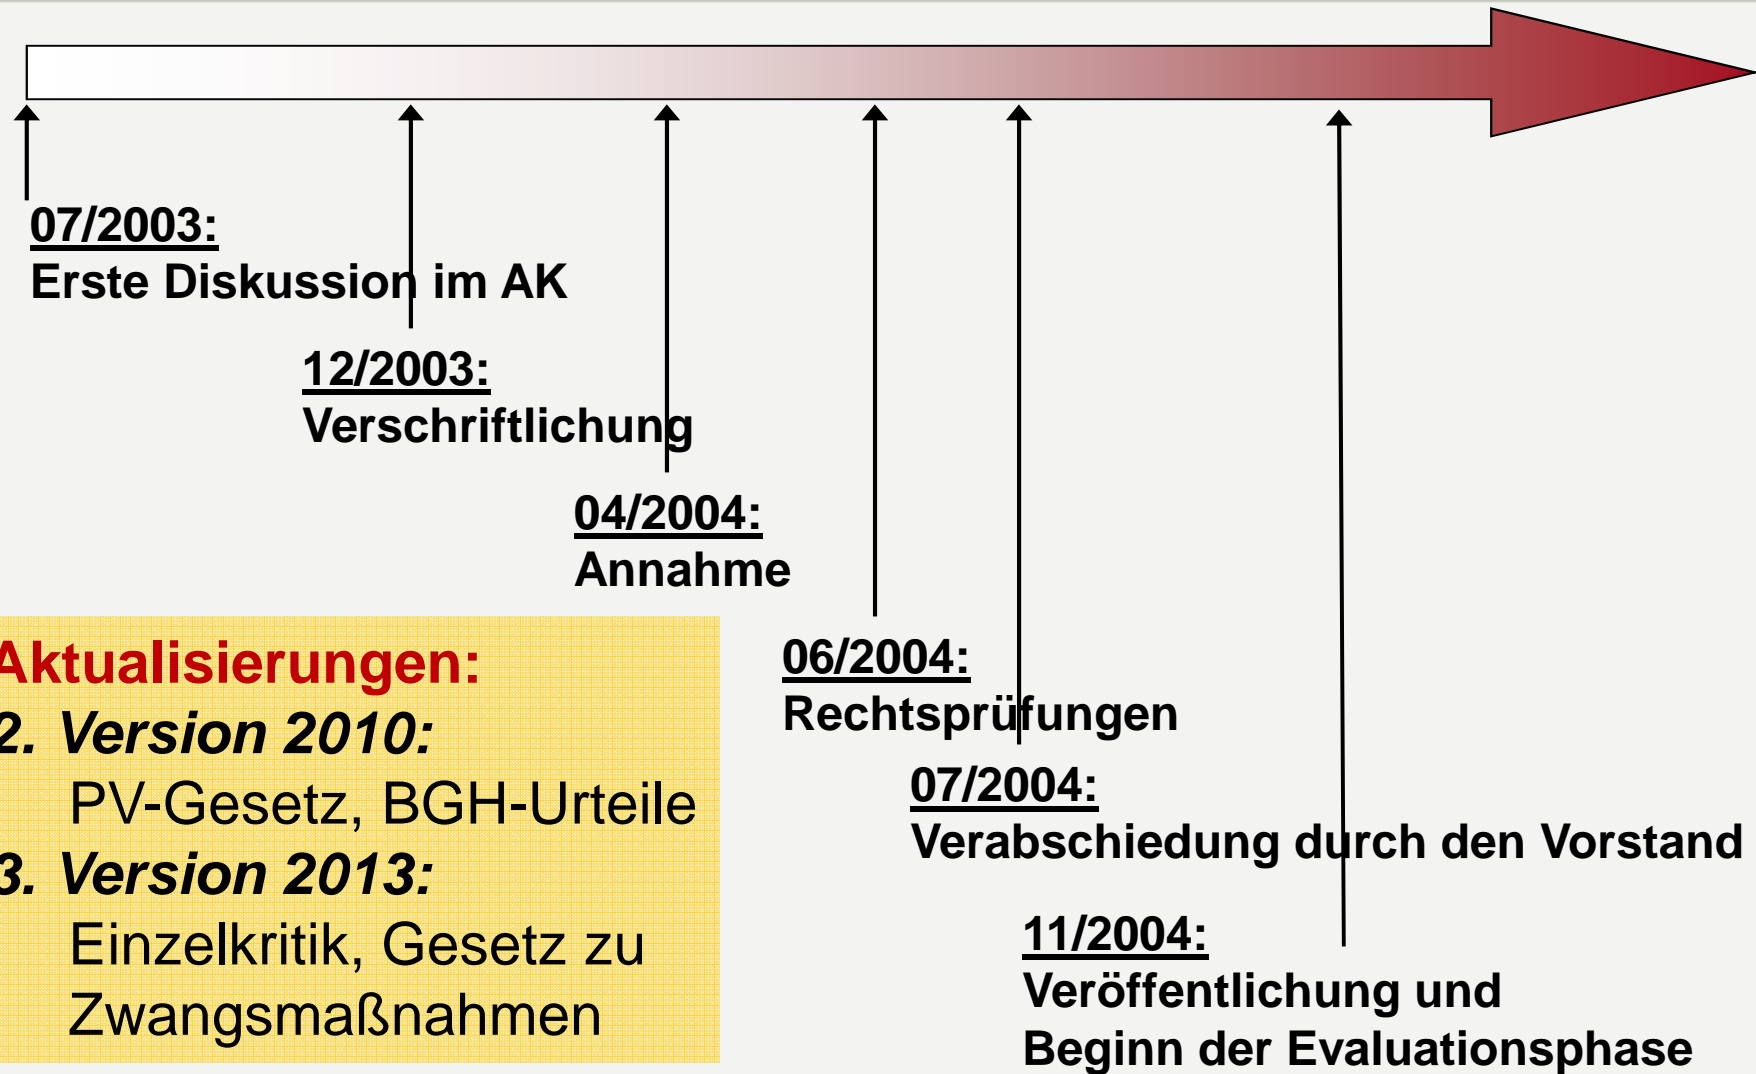 07/2003:
Erste Diskussion im AK
12/2003:
Verschriftlichung
04/2004:
Annahme
06/2004:
Rechtsprüfungen
07/2004:
Verabschiedung durch den Vorstand
11/2004:
Veröffentlichung und
Beginn der Evaluationsphase
Aktualisierungen:
2. Version 2010:
PV-Gesetz, BGH-Urteile
3. Version 2013:
Einzelkritik, Gesetz zu
Zwangsmaßnahmen